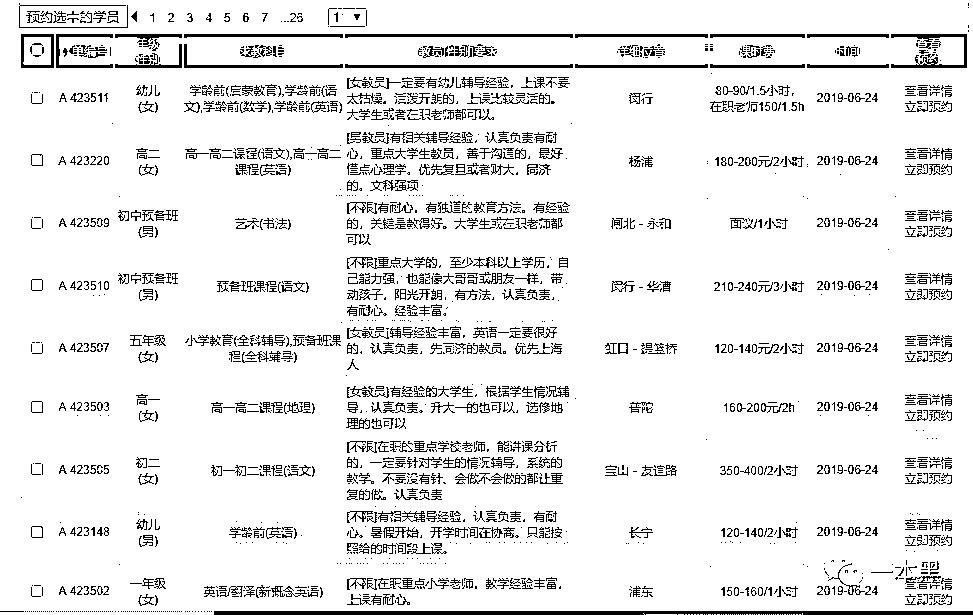 预约选中的学员 1 2 3 4 5 6 7 ...26 1
年级
性别
求教科目 教员性别要求 详细位置 课时费 时间
查看
预约
A 423511 幼儿
(女)
学龄前(启蒙教育),学龄前(语
文),学龄前(数学),学龄前(英语)
[女教员]一定要有幼儿辅导经验，上课不要
太枯燥。活泼开朗的，上课比较灵活的。
大学生或者在职老师都可以。
闵行
80-90/1.5小时，
在职老师150/1.5h
2019-06-24
查看详情
立即预约
A 423220 高二
(女)
高一高二课程(语文),高一高二
课程(英语)
[男教员]有相关辅导经验，认真负责有耐
心，重点大学生教员，善于沟通的，最好
懂点心理学。优先复旦或者财大，同济
的。文科强项
杨浦
180-200元/2小时
2019-06-24
查看详情
立即预约
A 423509 初中预备班
(男)
艺术(书法)
[不限]有耐心，有独道的教育方法。有经验
的，关键是教得好。大学生或在职老师都
可以
闸北 - 永和
面议/1小时
2019-06-24
查看详情
立即预约
A 423510 初中预备班
(男)
预备班课程(语文)
[不限]重点大学的，至少本科以上学历，自
己能力强，也能像大哥哥或朋友一样，带
动孩子，阳光开朗，有方法，认真负责，
有耐心。经验丰富。
闵行 - 华漕
210-240元/3小时
2019-06-24
查看详情
立即预约
A 423507 五年级
(女)
小学教育(全科辅导),预备班课
程(全科辅导)
[女教员]辅导经验丰富，英语一定要很好
的，认真负责，先同济的教员。优先上海
人
虹口 - 提篮桥
120-140元/2小时
2019-06-24
查看详情
立即预约
A 423503 高一
(女)
高一高二课程(地理)
[女教员]有经验的大学生，根据学生情况辅
导，认真负责。升大一的也可以，选修地
理的也可以
普陀
160-200元/2h
2019-06-24
查看详情
立即预约
A 423505 初二
(女)
初一初二课程(语文)
[不限]在职的重点学校老师，能讲课分析
的，一定要针对学生的情况辅导，系统的
教学。不要没有针、会做不会做的都让重
复的做。认真负责
宝山 - 友谊路
350-400/2小时
2019-06-24
查看详情
立即预约
A 423148 幼儿
(男)
学龄前(英语)
[不限]有相关辅导经验，认真负责，有耐
心。暑假开始，开学时间在协商。只能按
照给的时间段上课。
长宁
120-140/2小时
2019-06-24
查看详情
立即预约
A 423502 一年级
(女)
英语/翻译(新概念英语)
[不限]在职重点小学老师，教学经验丰富，
上课有耐心。
浦东
150-160/1小时
2019-06-24
查看详情
立即预约
一水墨